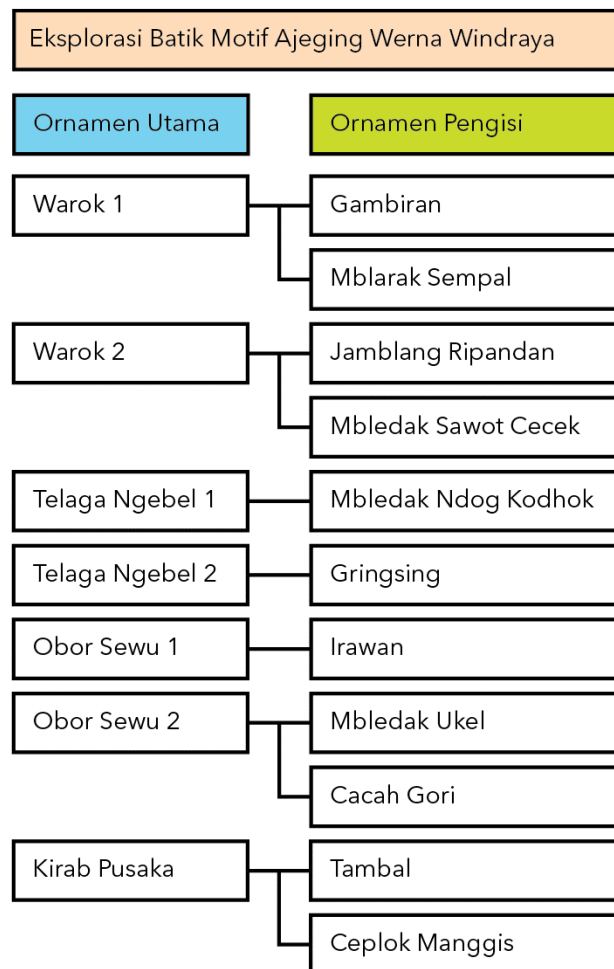 Eksplorasi Batik Motif Ajeging Werna Windraya
Ornamen Utama
Ornamen Pengisi
Warok 1
Gambiran
Mblarak Sempal
Warok 2
Jamblang Ripandan
Mbledak Sawot Cecek
Telaga Ngebel 1
Mbledak Ndog Kodhok
Telaga Ngebel 2
Gringsing
Obor Sewu 1
Irawan
Obor Sewu 2
Mbledak Ukel
Cacah Gori
Kirab Pusaka
Tambal
Ceplok Manggis